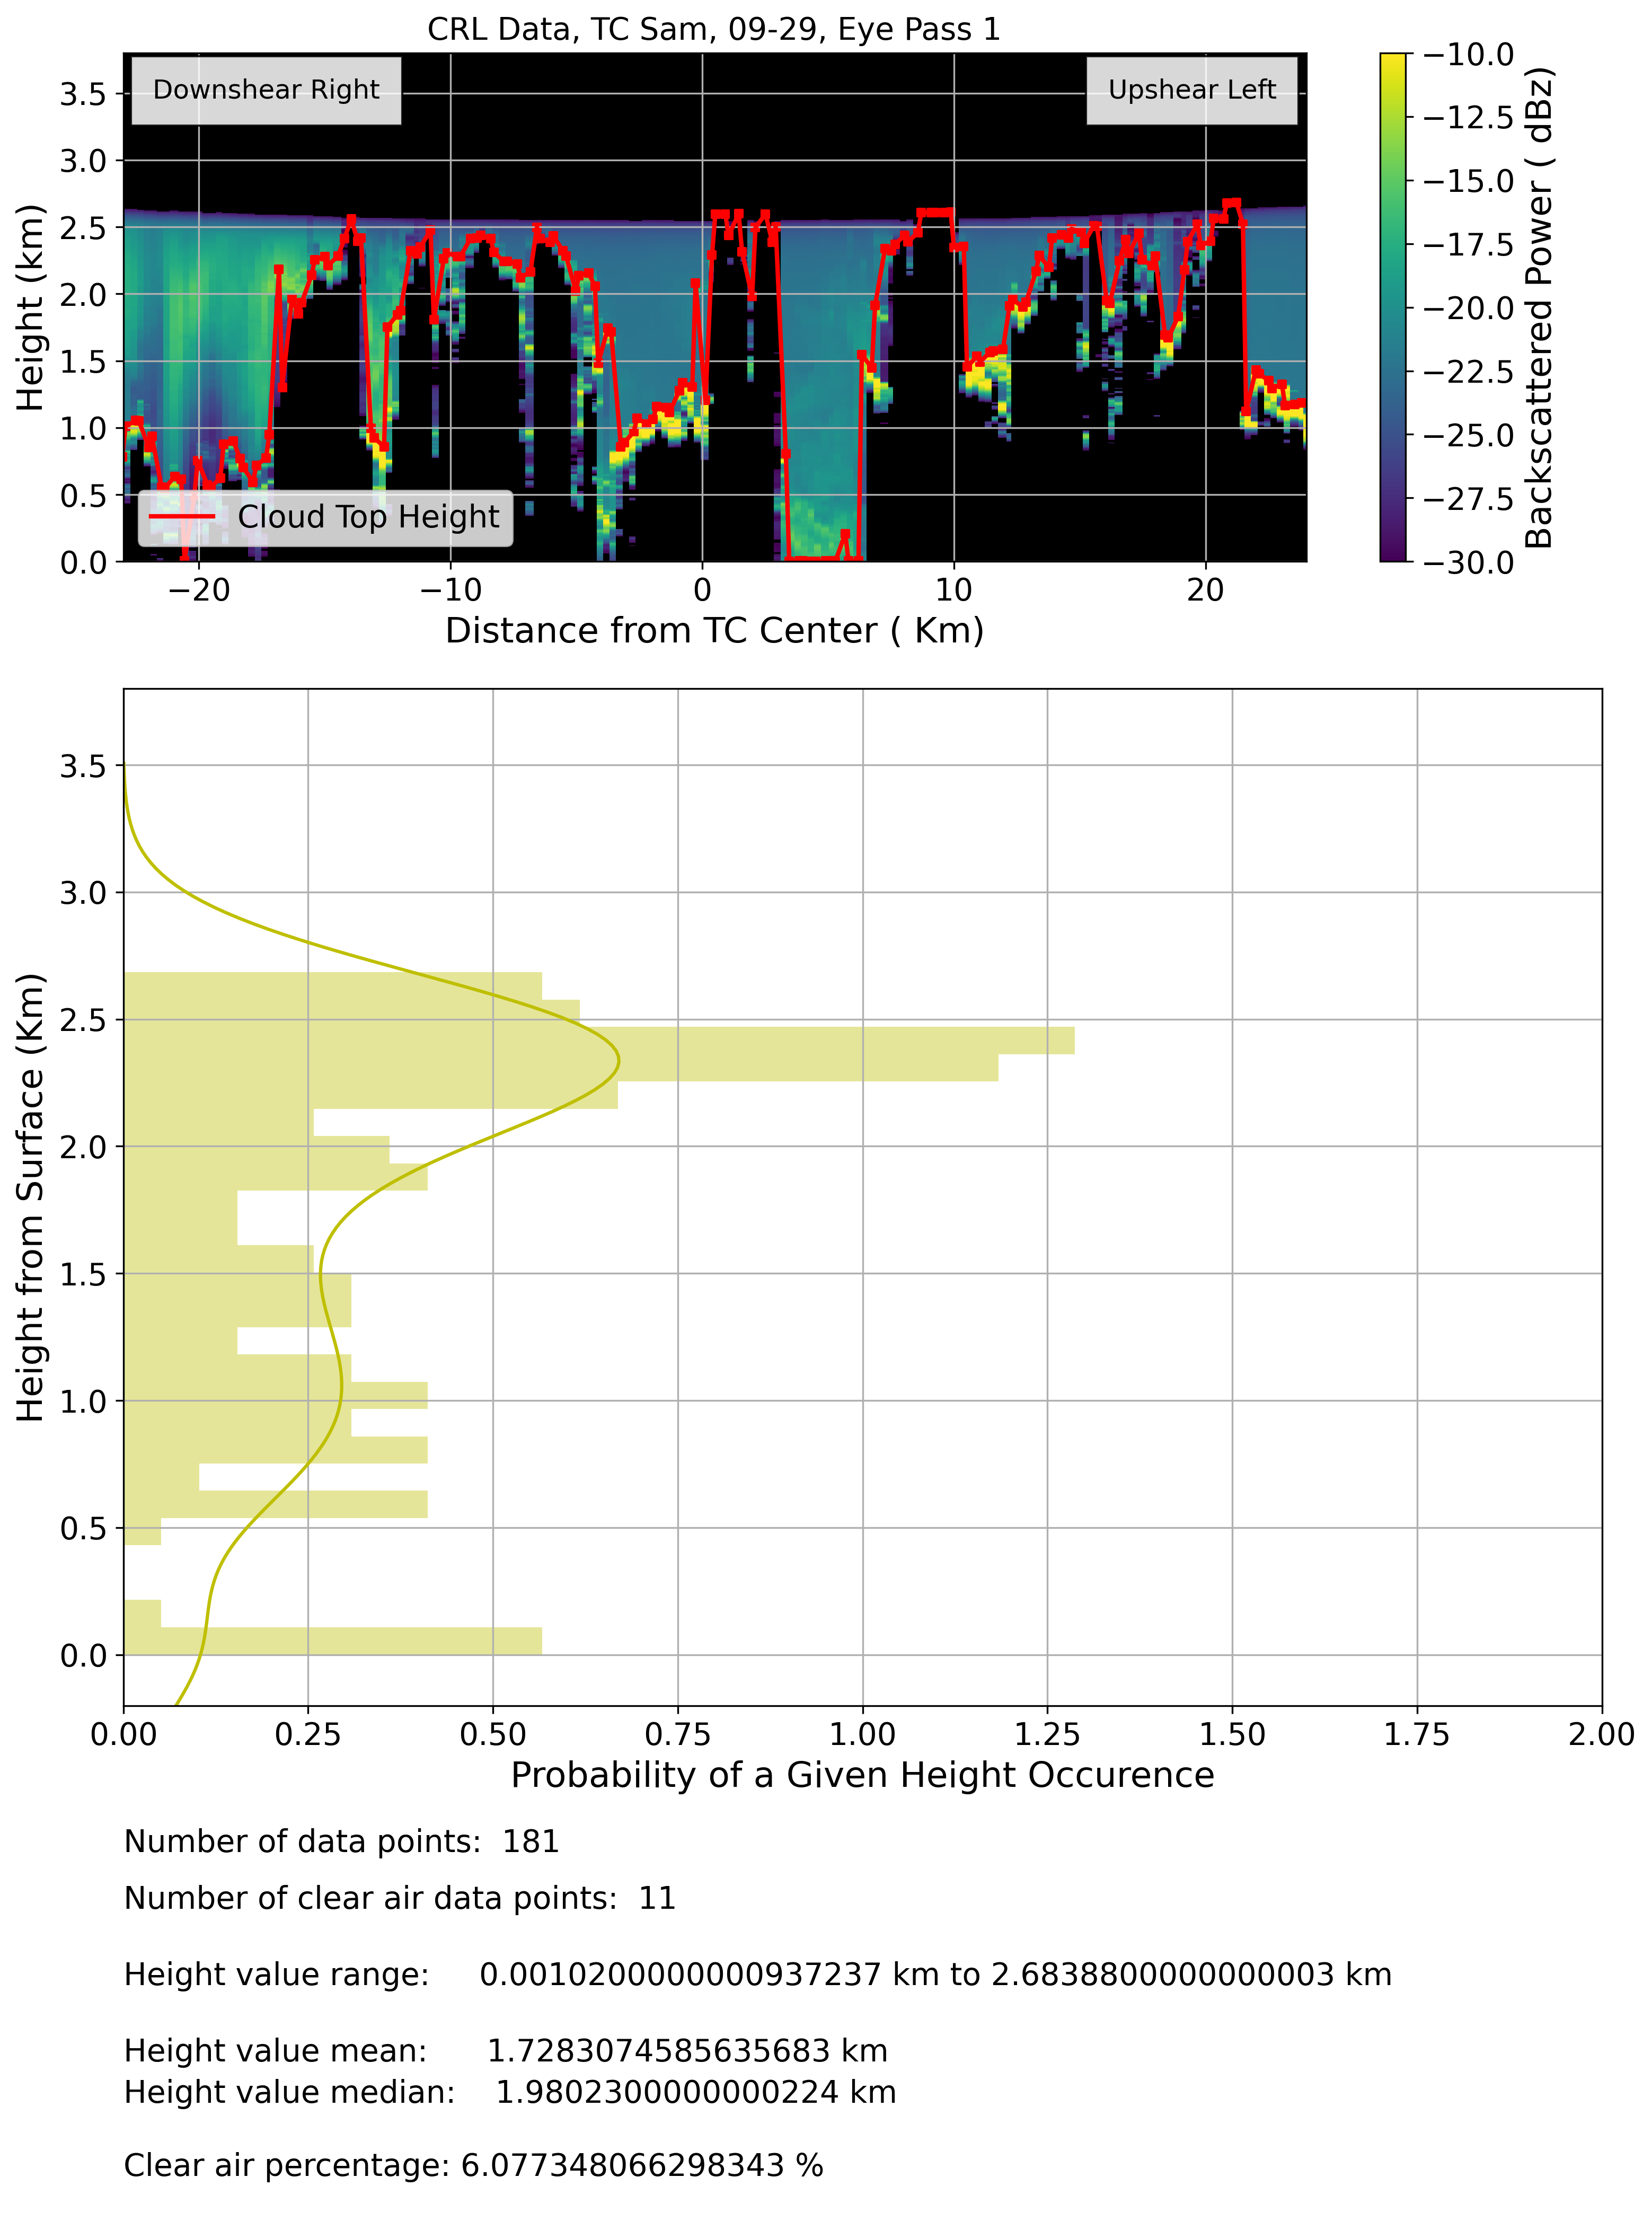 CRL Data, TC Sam, 09-29, Eye Pass 1
Downshear Right
Upshear Left
3.5
3.0
2.5
2.0
1.5
1.0
0.5
0.0
Height (km)
Cloud Top Height
−20
−10
0
10
20
Distance from TC Center ( Km)
−10.0
−12.5
−15.0
−17.5
−20.0
−22.5
−25.0
−27.5
−30.0
Backscattered Power ( dBz)
3.5
3.0
2.5
2.0
1.5
1.0
0.5
0.0
Height from Surface (Km)
0.00
0.25
0.50
0.75
1.00
1.25
1.50
1.75
2.00
Probability of a Given Height Occurence
Number of data points: 181
Number of clear air data points: 11
Height value range: 0.0010200000000937237 km to 2.6838800000000003 km
Height value mean: 1.7283074585635683 km
Height value median: 1.9802300000000224 km
Clear air percentage: 6.077348066298343 %